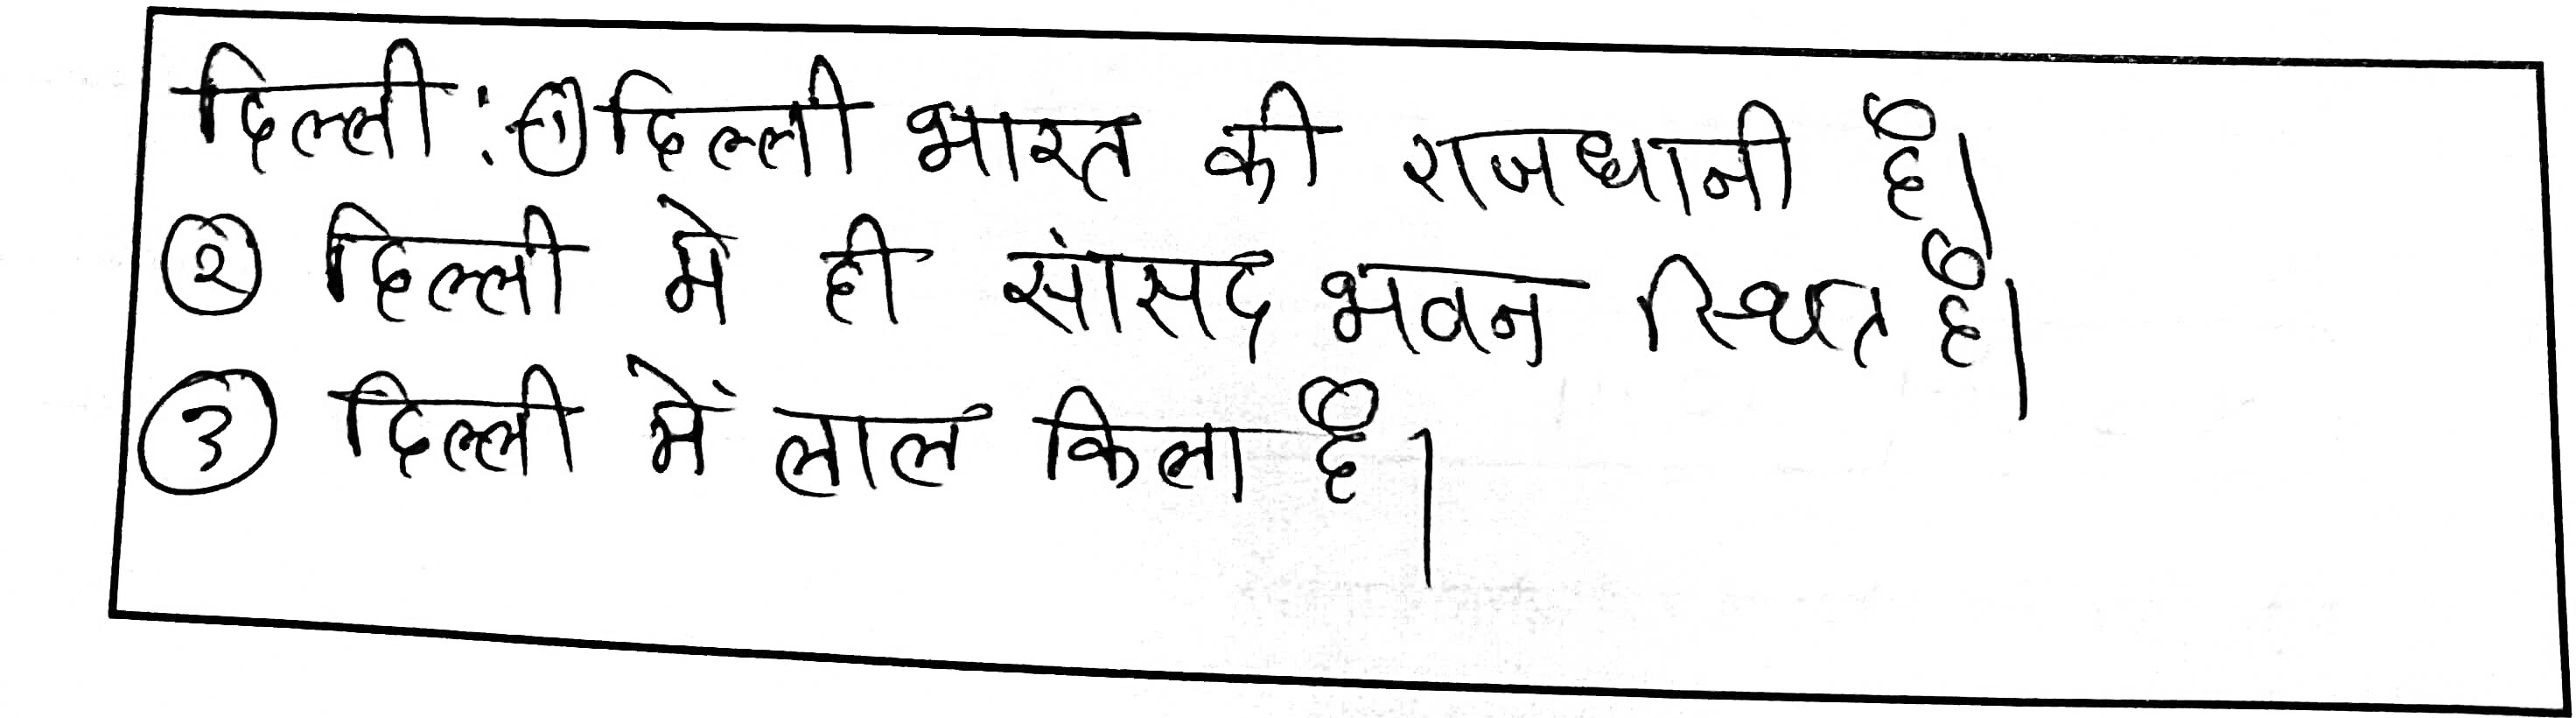 दिल्ली : ① दिल्ली भारत की राजधानी है।
② दिल्ली मे ही सांसद भवन स्थित है।
③ दिल्ली में लाल किला है।